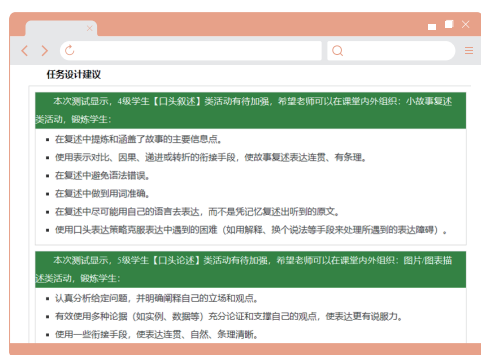 任务设计建议
本次测试显示，4级学生【口头叙述】类活动有待加强，希望老师可以在课堂内外组织：小故事复述
类活动，锻炼学生：
▪ 在复述中提炼和涵盖了故事的主要信息点。
▪ 使用表示对比、因果、递进或转折的衔接手段，使故事复述表达连贯、有条理。
▪ 在复述中避免语法错误。
▪ 在复述中做到用词准确。
▪ 在复述中尽可能用自己的语言去表达，而不是凭记忆复述出听到的原文。
▪ 使用口头表达策略克服表达中遇到的困难（如用解释、换个说法等手段来处理所遇到的表达障碍）。
本次测试显示，5级学生【口头论述】类活动有待加强，希望老师可以在课堂内外组织：图片/图表描
述类活动，锻炼学生：
▪ 认真分析给定问题，并明确阐释自己的立场和观点。
▪ 有效使用多种论据（如实例、数据等）充分论证和支撑自己的观点，使表达更有说服力。
▪ 使用一些衔接手段，使表达连贯、自然、条理清晰。